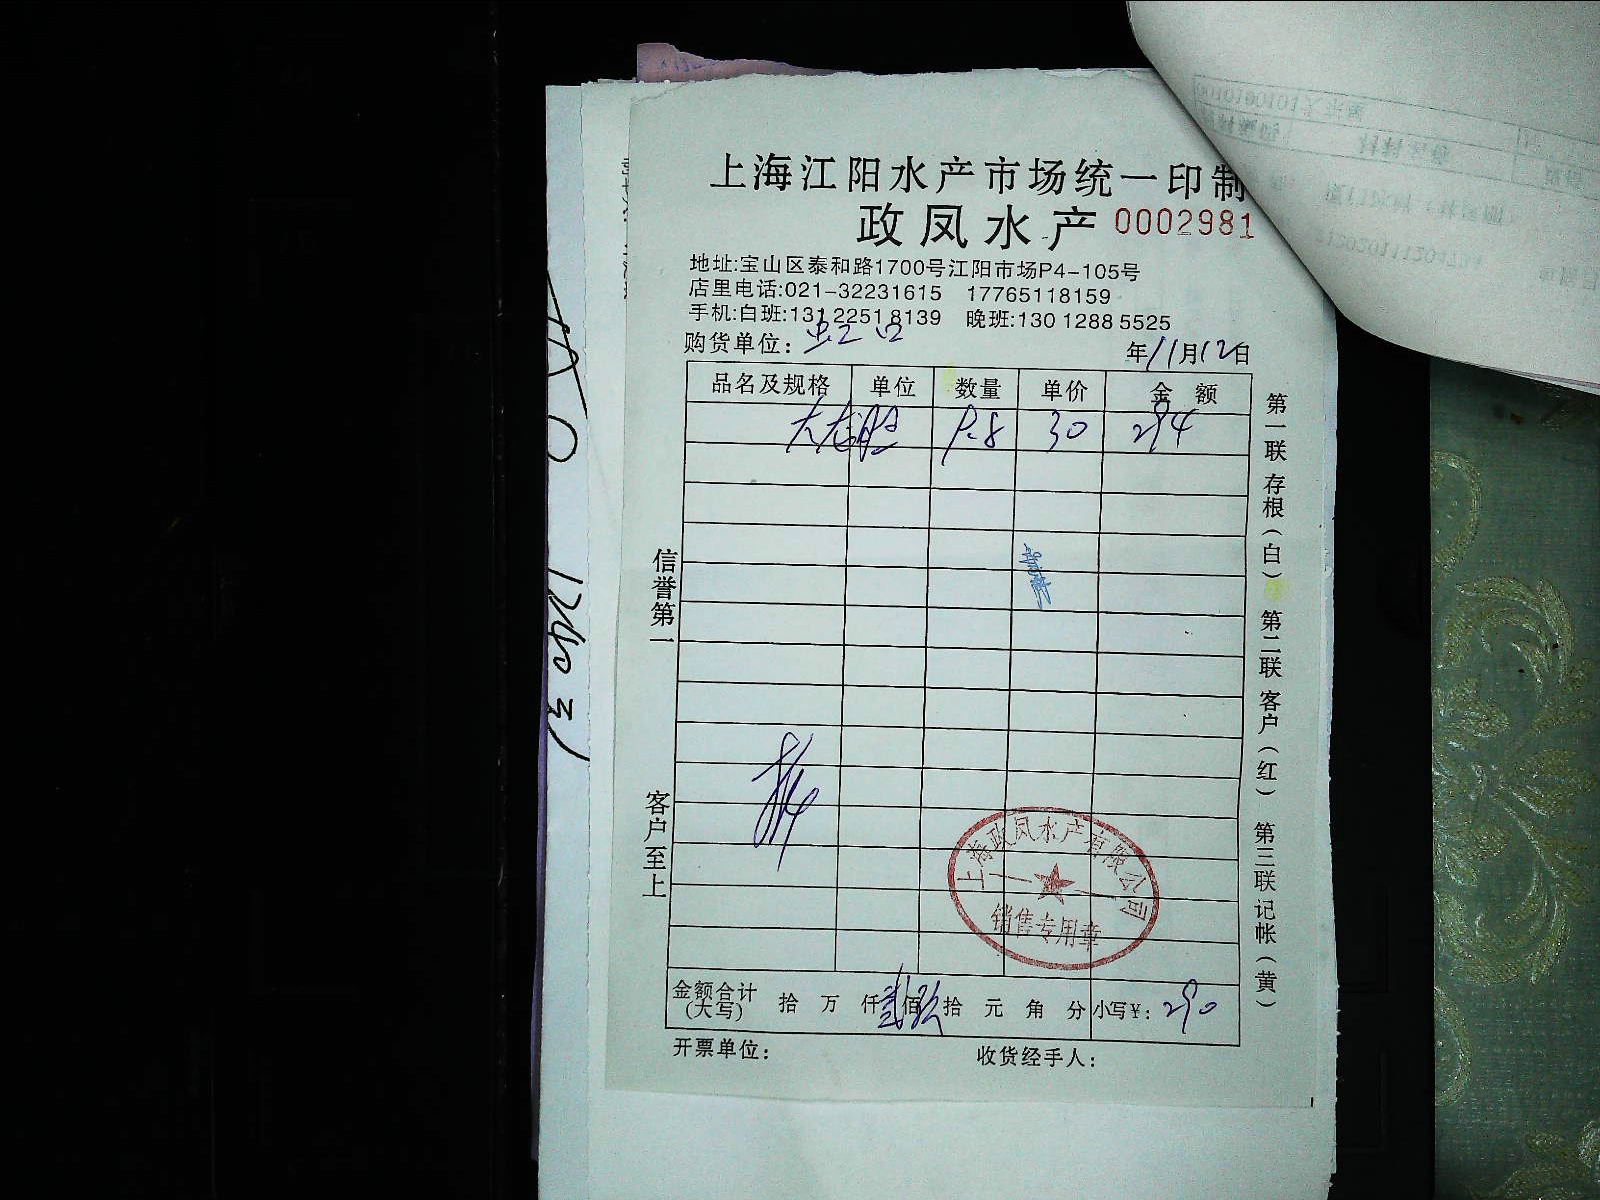 上海江阳水产市场统一印制
政凤水产 0002981
地址:宝山区泰和路1700号江阳市场P4-105号
店里电话:021-32231615 17765118159
手机:白班:131 2251 8139 晚班:130 1288 5525
购货单位: 虹口
年11月12日
品名及规格 单位 数量 单价 金 额
大龙 9.8 30 294
信誉第一
客户至上
第一联 存根(白) 第二联 客户(红) 第三联 记帐(黄)
上海政凤水产有限公司
销售专用章
金额合计(大写) 拾 万 仟 贰 佰 玖 拾 元 角 分 小写¥: 290
开票单位: 收货经手人: